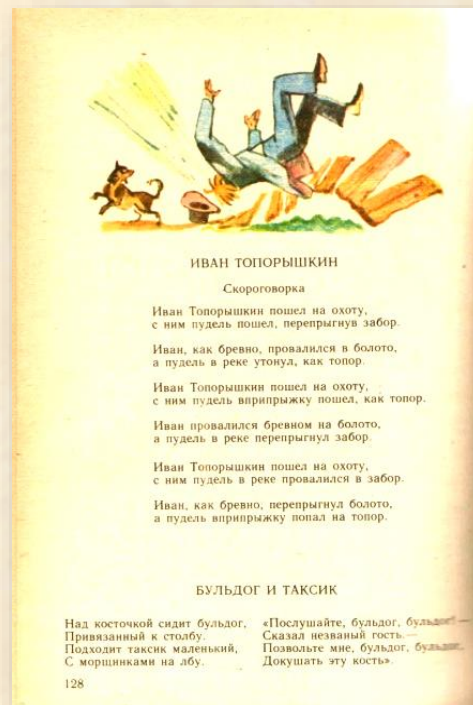 ИВАН ТОПОРЫШКИН
Скороговорка
Иван Топорышкин пошел на охоту,
с ним пудель пошел, перепрыгнув забор.
Иван, как бревно, провалился в болото,
а пудель в реке утонул, как топор.
Иван Топорышкин пошел на охоту,
с ним пудель вприпрыжку пошел, как топор.
Иван провалился бревном на болото,
а пудель в реке перепрыгнул забор.
Иван Топорышкин пошел на охоту,
с ним пудель в реке провалился в забор.
Иван, как бревно, перепрыгнул болото,
а пудель вприпрыжку попал на топор.
БУЛЬДОГ И ТАКСИК
Над косточкой сидит бульдог,
Привязанный к столбу.
Подходит таксик маленький,
С морщинками на лбу.
«Послушайте, бульдог, бульдог! —
Сказал незваный гость.—
Позвольте мне, бульдог, бульдог,
Докушать эту кость».
128